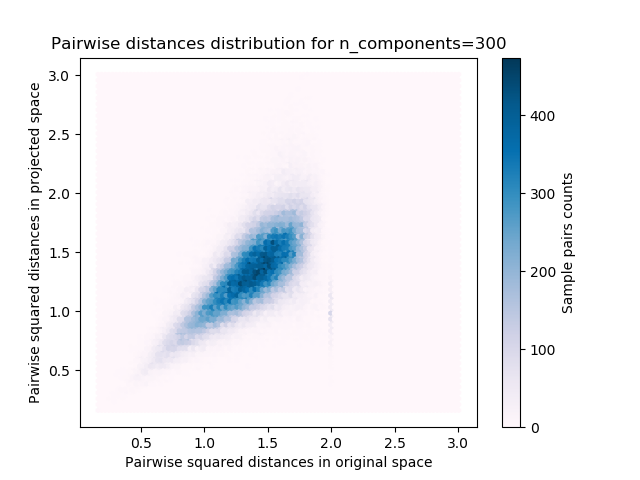 Pairwise distances distribution for n_components=300
Pairwise squared distances in projected space
3.0
2.5
2.0
1.5
1.0
0.5
0.5 1.0 1.5 2.0 2.5 3.0
Pairwise squared distances in original space
400
300
200
100
0
Sample pairs counts